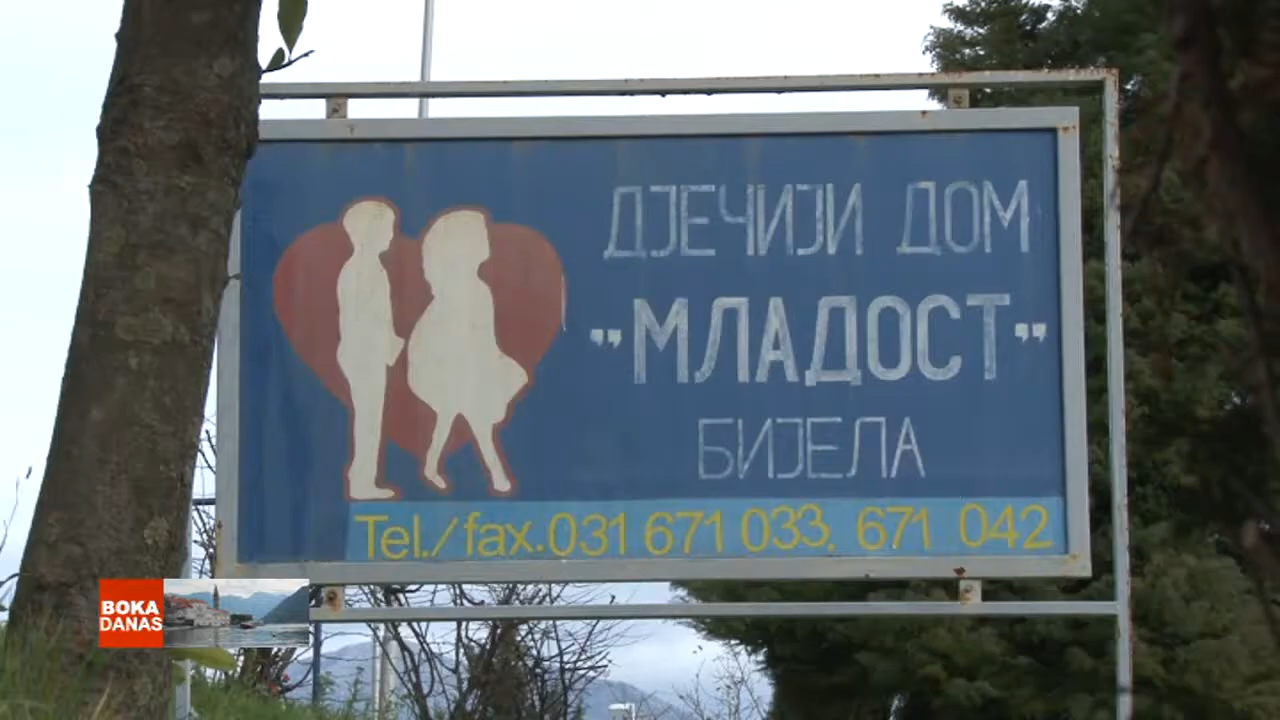 ДЈЕЧИЈИ ДОМ
"МЛАДОСТ"
БИЈЕЛА
Tel./fax.031 671 033, 671 042
BOKA
DANAS